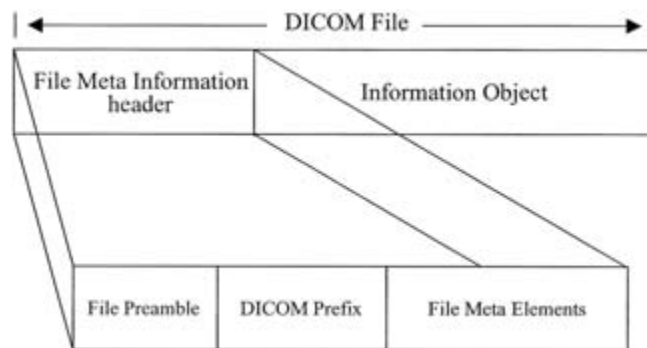 DICOM File
File Meta Information
header
Information Object
File Preamble
DICOM Prefix
File Meta Elements